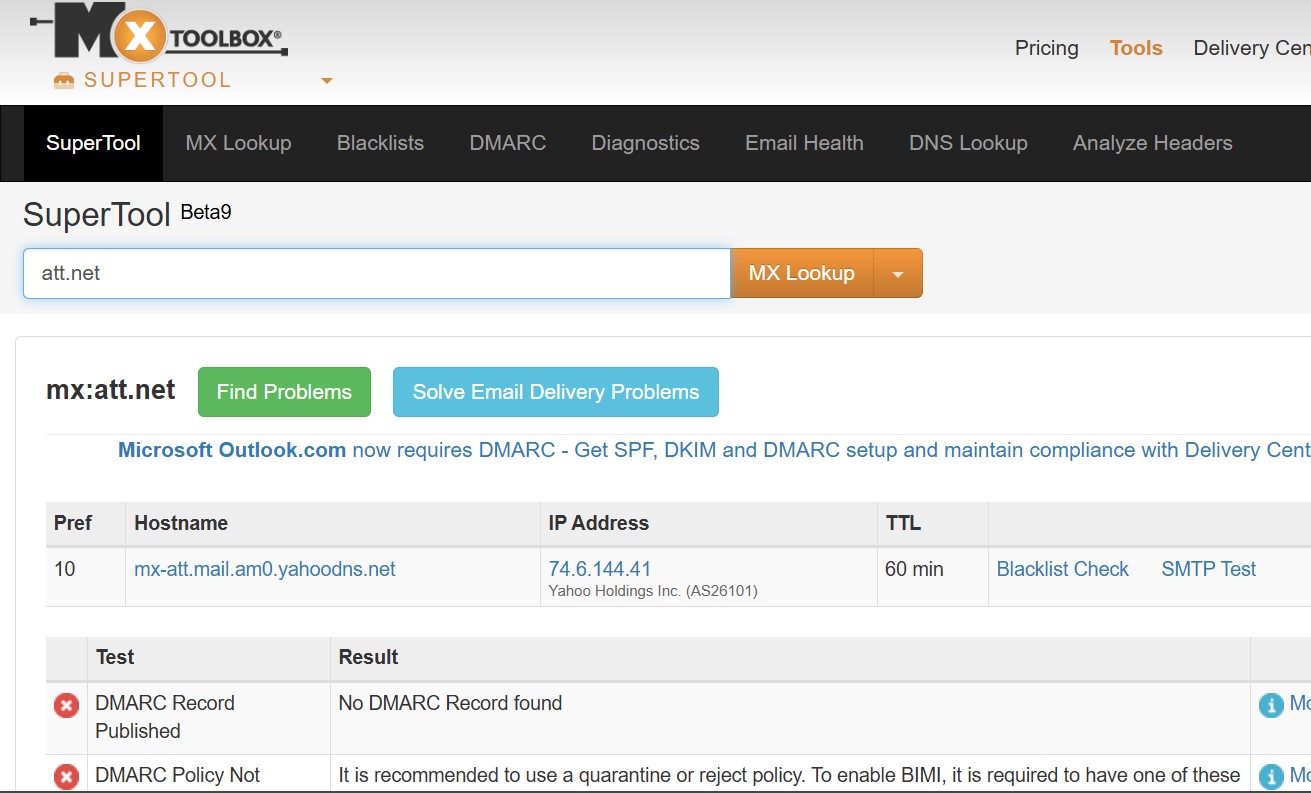 MX TOOLBOX®
SUPERTOOL
Pricing Tools Delivery Cen
SuperTool MX Lookup Blacklists DMARC Diagnostics Email Health DNS Lookup Analyze Headers
SuperTool Beta9
att.net MX Lookup
mx:att.net Find Problems Solve Email Delivery Problems
Microsoft Outlook.com now requires DMARC - Get SPF, DKIM and DMARC setup and maintain compliance with Delivery Cent
Pref Hostname IP Address TTL
10 mx-att.mail.am0.yahoodns.net 74.6.144.41 60 min Blacklist Check SMTP Test
Yahoo Holdings Inc. (AS26101)
Test Result
DMARC Record No DMARC Record found Mo
Published
DMARC Policy Not It is recommended to use a quarantine or reject policy. To enable BIMI, it is required to have one of these Mo